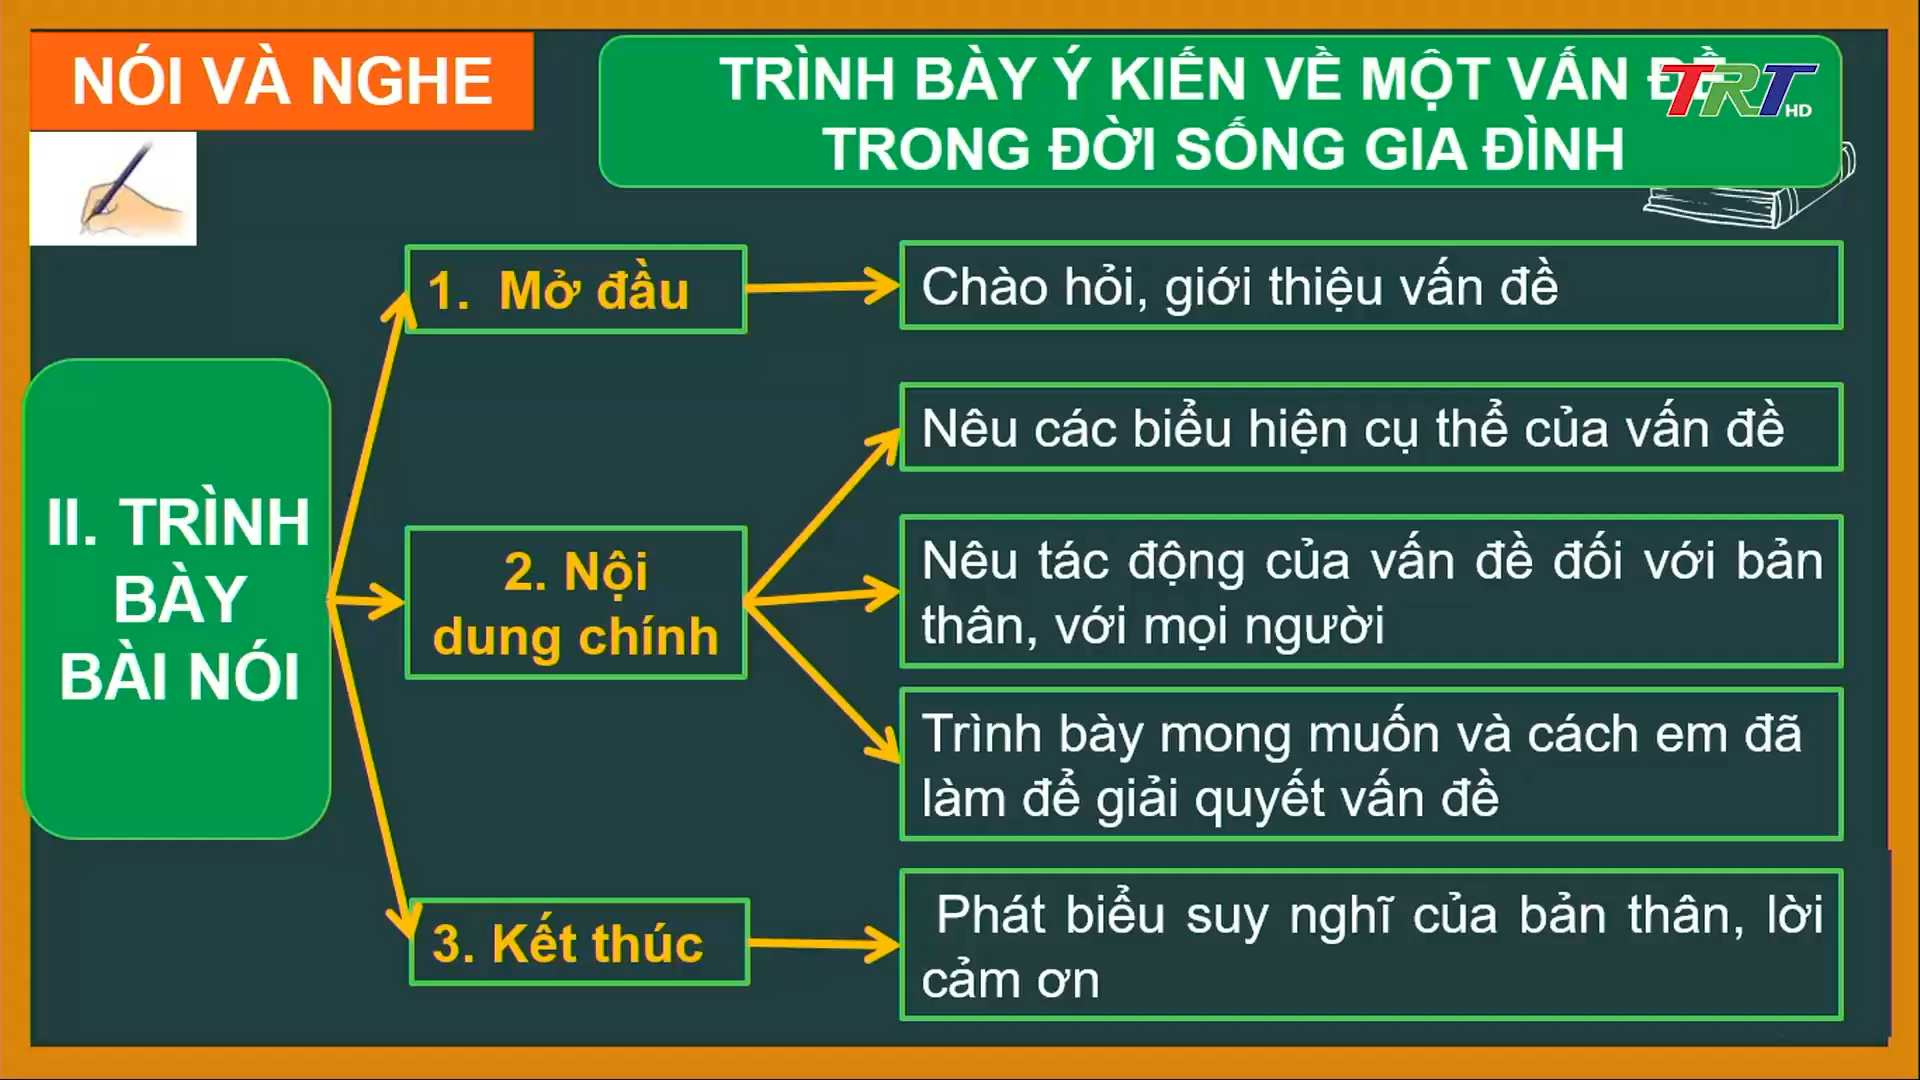 NÓI VÀ NGHE
TRÌNH BÀY Ý KIẾN VỀ MỘT VẤN ĐỀ
TRONG ĐỜI SỐNG GIA ĐÌNH
TRT HD
II. TRÌNH
BÀY
BÀI NÓI
1. Mở đầu
Chào hỏi, giới thiệu vấn đề
2. Nội
dung chính
Nêu các biểu hiện cụ thể của vấn đề
Nêu tác động của vấn đề đối với bản
thân, với mọi người
Trình bày mong muốn và cách em đã
làm để giải quyết vấn đề
3. Kết thúc
Phát biểu suy nghĩ của bản thân, lời
cảm ơn